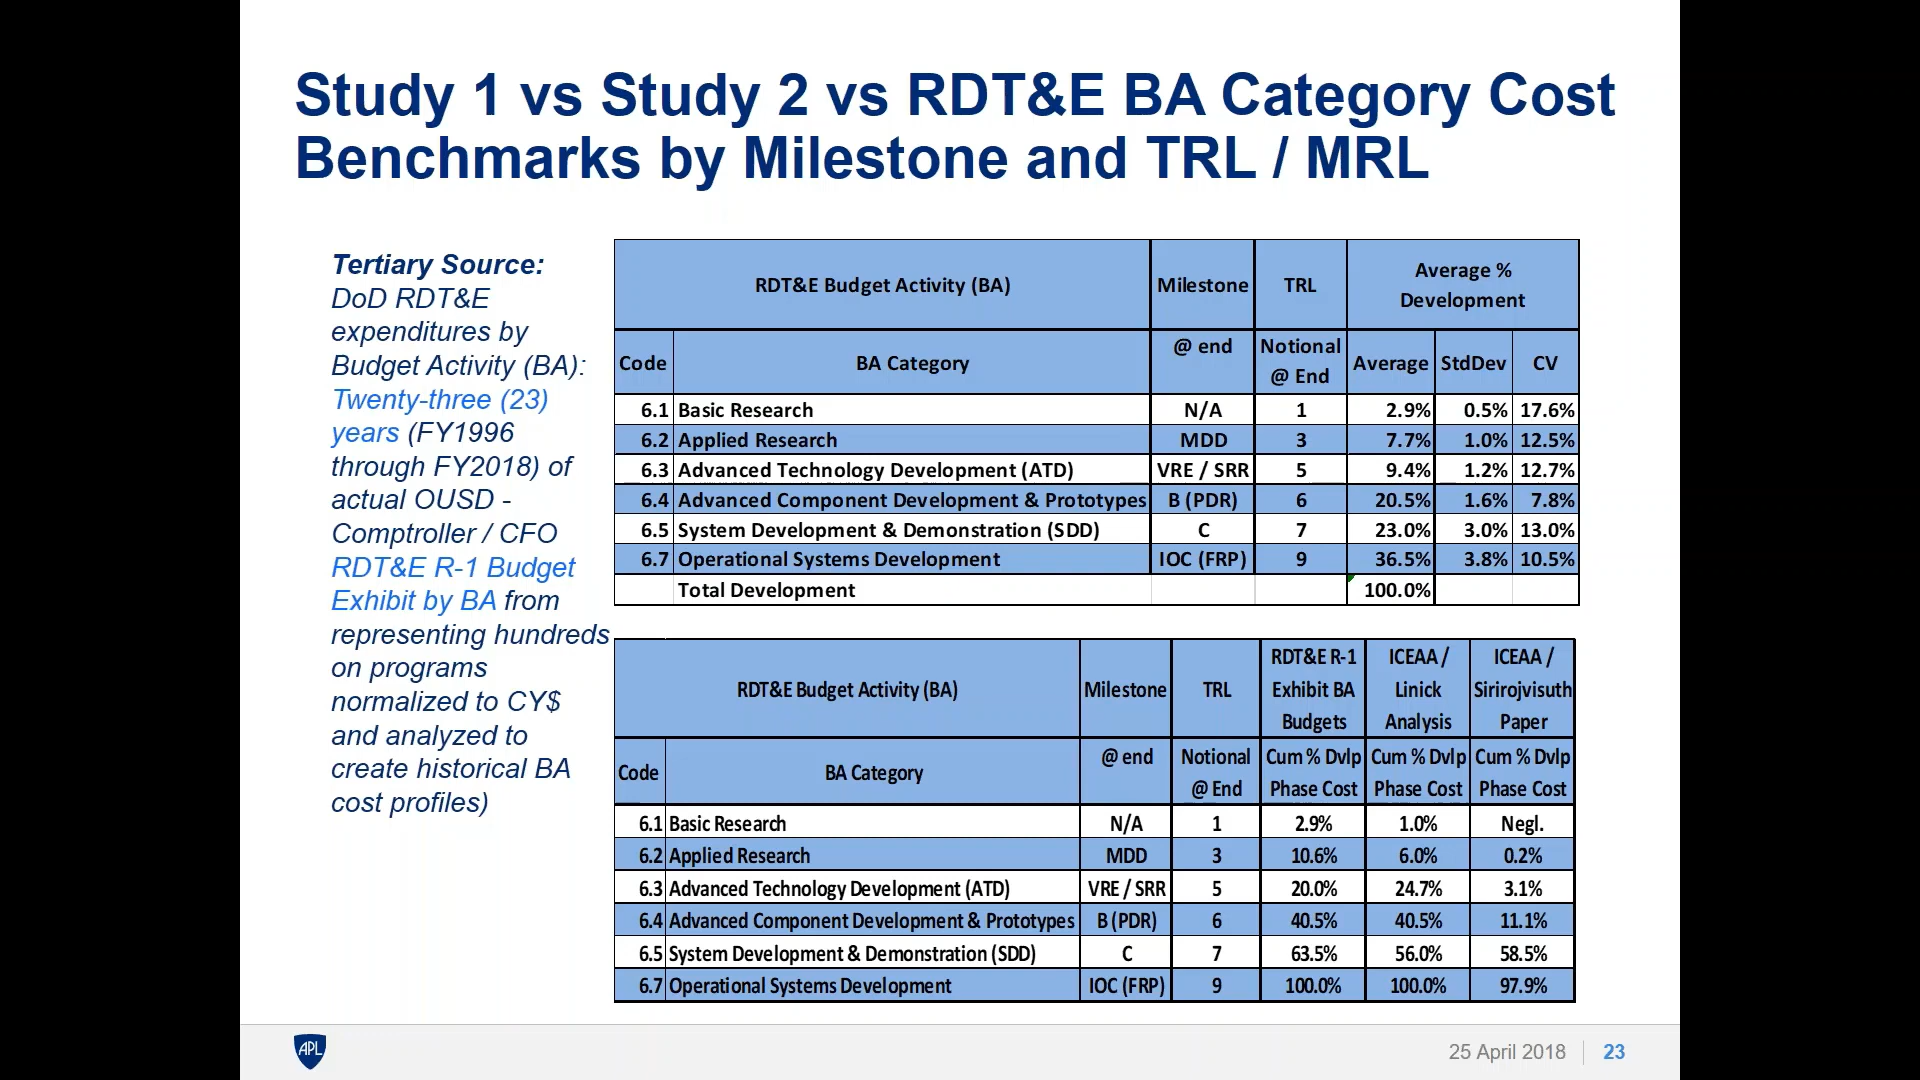 Study 1 vs Study 2 vs RDT&E BA Category Cost
Benchmarks by Milestone and TRL / MRL
Tertiary Source:
DoD RDT&E
expenditures by
Budget Activity (BA):
Twenty-three (23)
years (FY1996
through FY2018) of
actual OUSD -
Comptroller / CFO
RDT&E R-1 Budget
Exhibit by BA from
representing hundreds
on programs
normalized to CY$
and analyzed to
create historical BA
cost profiles)
RDT&E Budget Activity (BA) Milestone TRL Average %
Development
Code BA Category @ end Notional
@ End Average StdDev CV
6.1 Basic Research N/A 1 2.9% 0.5% 17.6%
6.2 Applied Research MDD 3 7.7% 1.0% 12.5%
6.3 Advanced Technology Development (ATD) VRE / SRR 5 9.4% 1.2% 12.7%
6.4 Advanced Component Development & Prototypes B (PDR) 6 20.5% 1.6% 7.8%
6.5 System Development & Demonstration (SDD) C 7 23.0% 3.0% 13.0%
6.7 Operational Systems Development IOC (FRP) 9 36.5% 3.8% 10.5%
Total Development 100.0%
RDT&E Budget Activity (BA) Milestone TRL RDT&E R-1 ICEAA / ICEAA /
Exhibit BA Linick Sirirojvisuth
Budgets Analysis Paper
Code BA Category @ end Notional Cum % Dvlp Cum % Dvlp Cum % Dvlp
@ End Phase Cost Phase Cost Phase Cost
6.1 Basic Research N/A 1 2.9% 1.0% Negl.
6.2 Applied Research MDD 3 10.6% 6.0% 0.2%
6.3 Advanced Technology Development (ATD) VRE / SRR 5 20.0% 24.7% 3.1%
6.4 Advanced Component Development & Prototypes B (PDR) 6 40.5% 40.5% 11.1%
6.5 System Development & Demonstration (SDD) C 7 63.5% 56.0% 58.5%
6.7 Operational Systems Development IOC (FRP) 9 100.0% 100.0% 97.9%
APL
25 April 2018 23